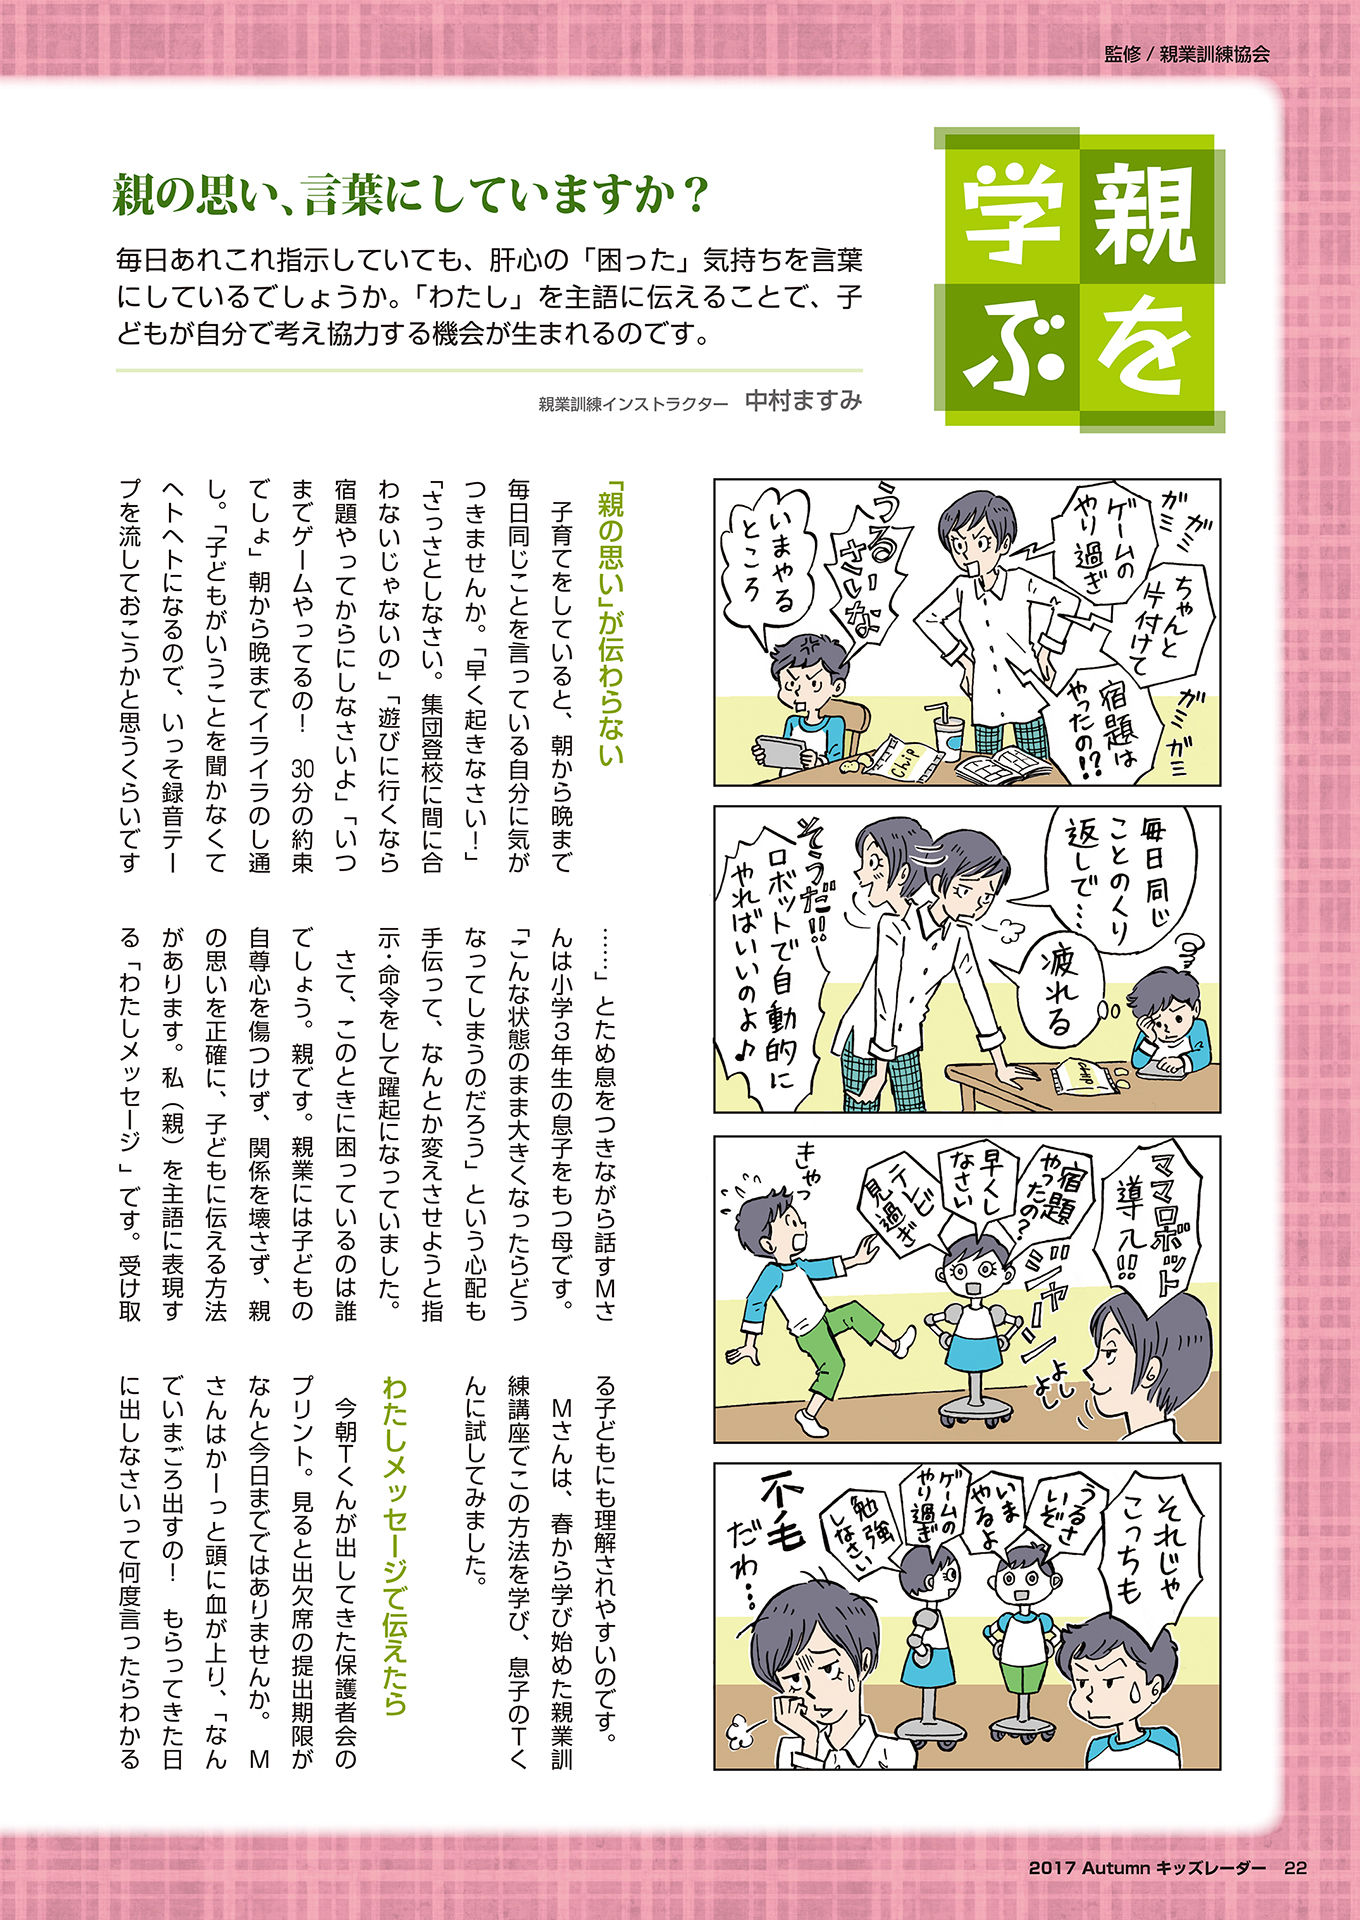 監修 / 親業訓練協会
親を
学ぶ
親の思い、言葉にしていますか？
毎日あれこれ指示していても、肝心の「困った」気持ちを言葉
にしているでしょうか。「わたし」を主語に伝えることで、子
どもが自分で考え協力する機会が生まれるのです。
親業訓練インストラクター　中村ますみ
ガミガミ
ゲームの
やり過ぎ
ちゃんと
片付けて
宿題は
やったの!?
ガミガミ
うるさいな
いまやる
ところ
毎日同じ
ことのくり
返しで…
疲れる
そうだ!!
ロボットで自動的に
やればいいのよ♪
ママロボット
導入!!
宿題
やったの?
早くし
なさい
テレビ
見過ぎ
ジャーン
よしよし
きゃっ
それじゃ
こっちも
うるさ
いぞ
いま
やるよ
ゲームの
やり過ぎ
勉強
しなさい
不毛
だわ…
Chip
Chip
「親の思い」が伝わらない
子育てをしていると、朝から晩まで
毎日同じことを言っている自分に気が
つきませんか。「早く起きなさい！」
「さっさとしなさい。集団登校に間に合
わないじゃないの」「遊びに行くなら
宿題やってからにしなさいよ」「いつ
までゲームやってるの！　30分の約束
でしょ」朝から晩までイライラのし通
し。「子どもがいうことを聞かなくて
ヘトヘトになるので、いっそ録音テー
プを流しておこうかと思うくらいです
……」とため息をつきながら話すMさ
んは小学3年生の息子をもつ母です。
「こんな状態のまま大きくなったらどう
なってしまうのだろう」という心配も
手伝って、なんとか変えさせようと指
示・命令をして躍起になっていました。
さて、このときに困っているのは誰
でしょう。親です。親業には子どもの
自尊心を傷つけず、関係を壊さず、親
の思いを正確に、子どもに伝える方法
があります。私（親）を主語に表現す
る「わたしメッセージ」です。受け取
る子どもにも理解されやすいのです。
Mさんは、春から学び始めた親業訓
練講座でこの方法を学び、息子のTく
んに試してみました。
わたしメッセージで伝えたら
今朝Tくんが出してきた保護者会の
プリント。見ると出欠席の提出期限が
なんと今日までではありませんか。M
さんはかーっと頭に血が上り、「なん
でいまごろ出すの！　もらってきた日
に出しなさいって何度言ったらわかる
2017 Autumn キッズレーダー　22